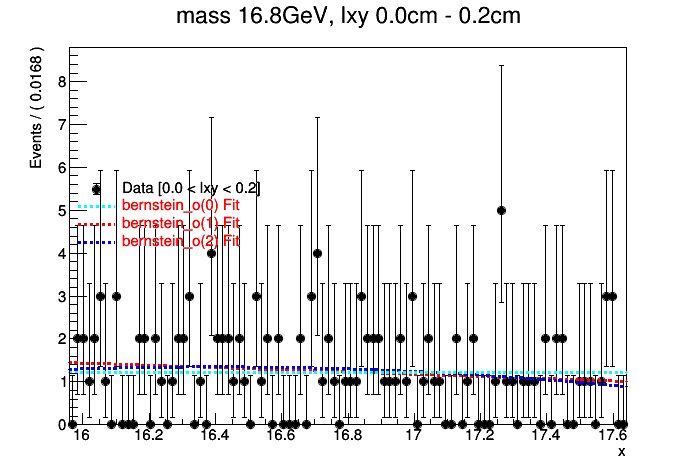 mass 16.8GeV, lxy 0.0cm - 0.2cm
Events / ( 0.0168 )
8
7
6
5
4
3
2
1
0
Data [0.0 < lxy < 0.2]
bernstein_o(0) Fit
bernstein_o(1) Fit
bernstein_o(2) Fit
16 16.2 16.4 16.6 16.8 17 17.2 17.4 17.6
x